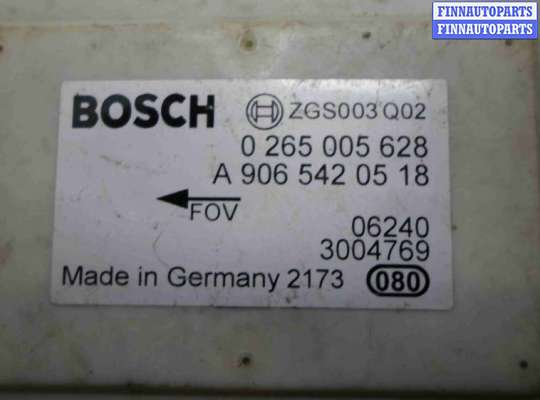 FINNAUTOPARTS
FINNAUTOPARTS
BOSCH ZGS003 Q02
0 265 005 628
A 906 542 05 18
FOV
06240
3004769
Made in Germany 2173 080